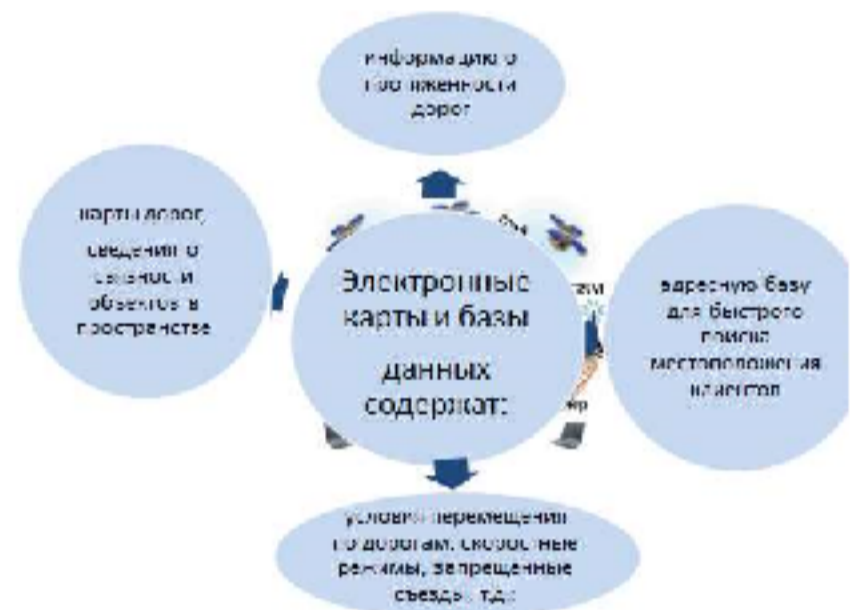 информацию о
протяженности
дорог
карты дорог,
сведения о
связности
объектов в
пространстве
Электронные
карты и базы
данных
содержат:
адресную базу
для быстрого
поиска
местоположения
клиентов
условия перемещения
по дорогам, скоростные
режимы, запрещенные
съезды, т.д.: